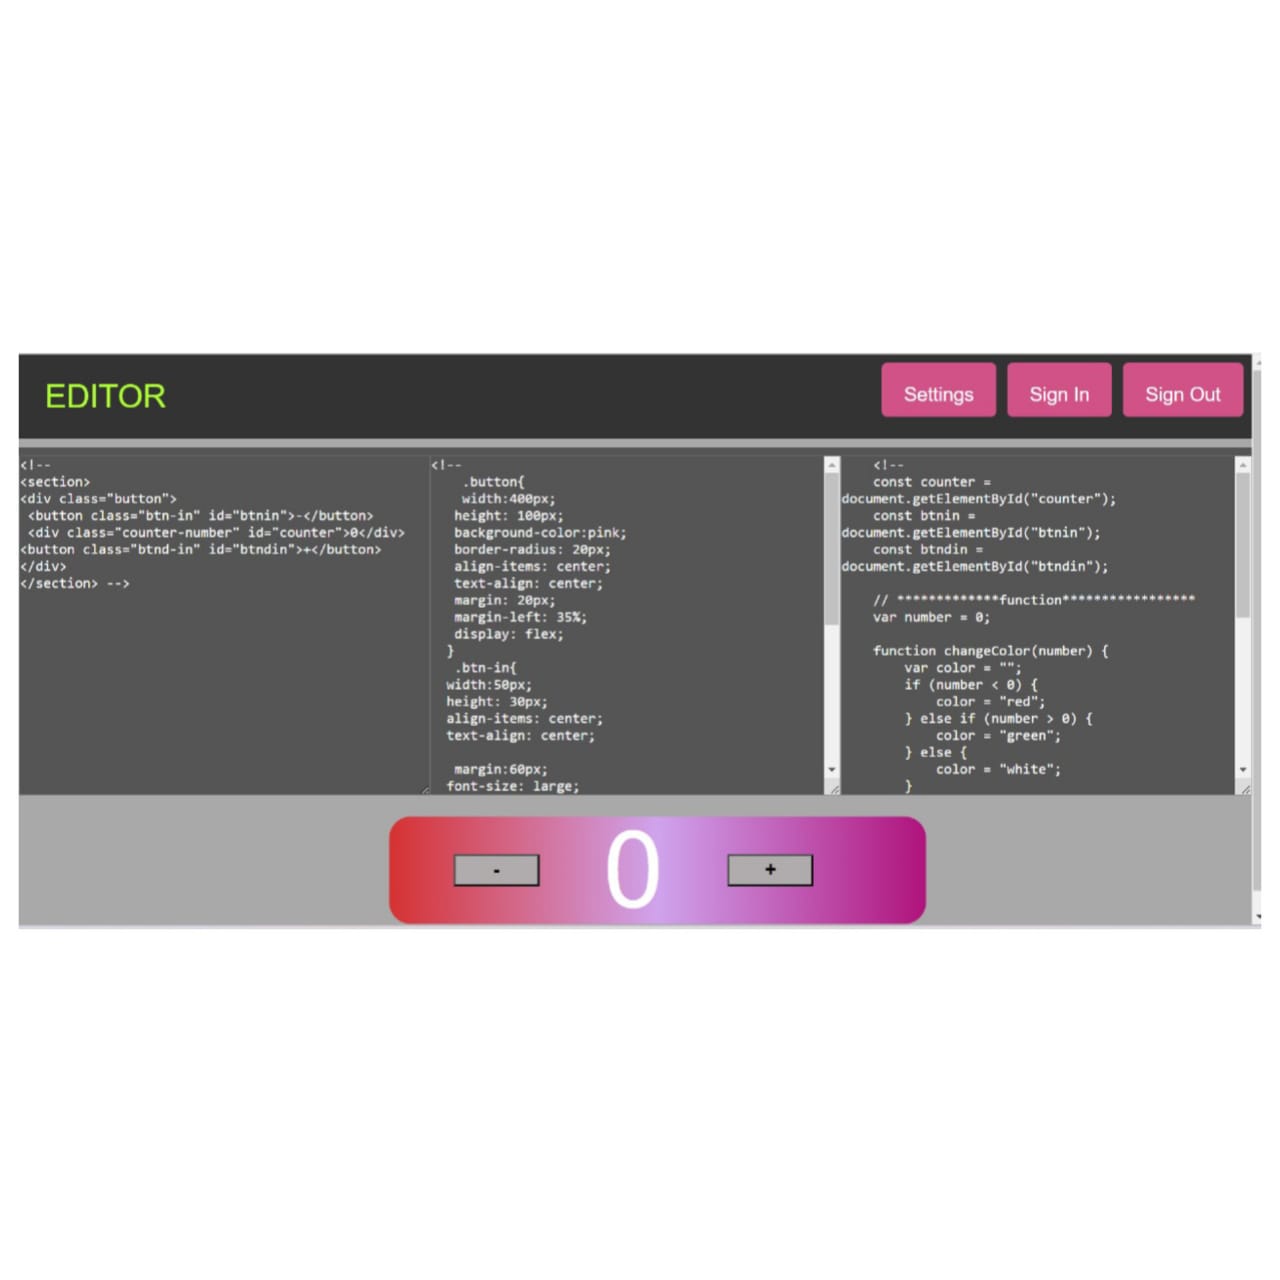 EDITOR
Settings
Sign In
Sign Out
<!--
<section>
<div class="button">
<button class="btn-in" id="btnin">-</button>
<div class="counter-number" id="counter">0</div>
<button class="btnd-in" id="btndin">+</button>
</div>
</section> -->
<!--
.button{
width:400px;
height: 100px;
background-color:pink;
border-radius: 20px;
align-items: center;
text-align: center;
margin: 20px;
margin-left: 35%;
display: flex;
}
.btn-in{
width:50px;
height: 30px;
align-items: center;
text-align: center;
margin:60px;
font-size: large;
<!--
const counter =
document.getElementById("counter");
const btnin =
document.getElementById("btnin");
const btndin =
document.getElementById("btndin");
// *************function*****************
var number = 0;
function changeColor(number) {
var color = "";
if (number < 0) {
color = "red";
} else if (number > 0) {
color = "green";
} else {
color = "white";
}
-
0
+